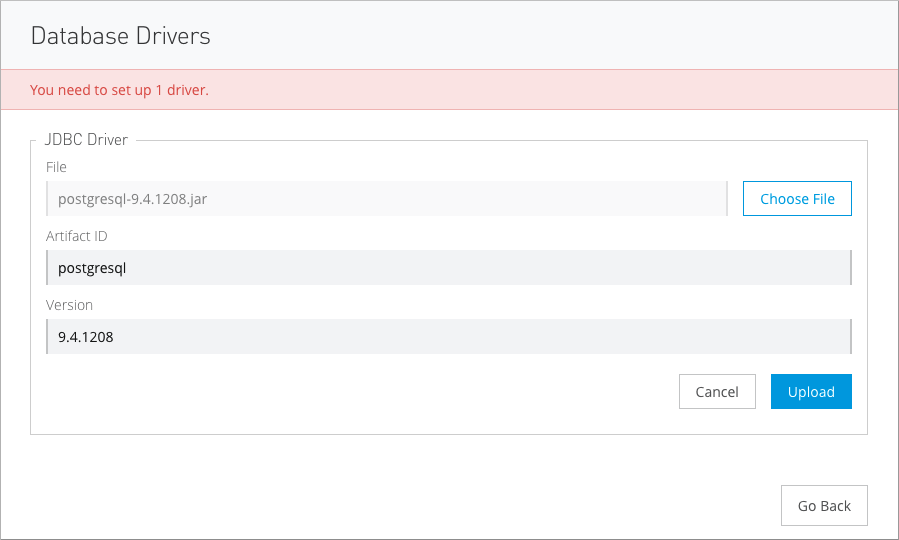 Database Drivers
You need to set up 1 driver.
JDBC Driver
File
postgresql-9.4.1208.jar
Choose File
Artifact ID
postgresql
Version
9.4.1208
Cancel
Upload
Go Back